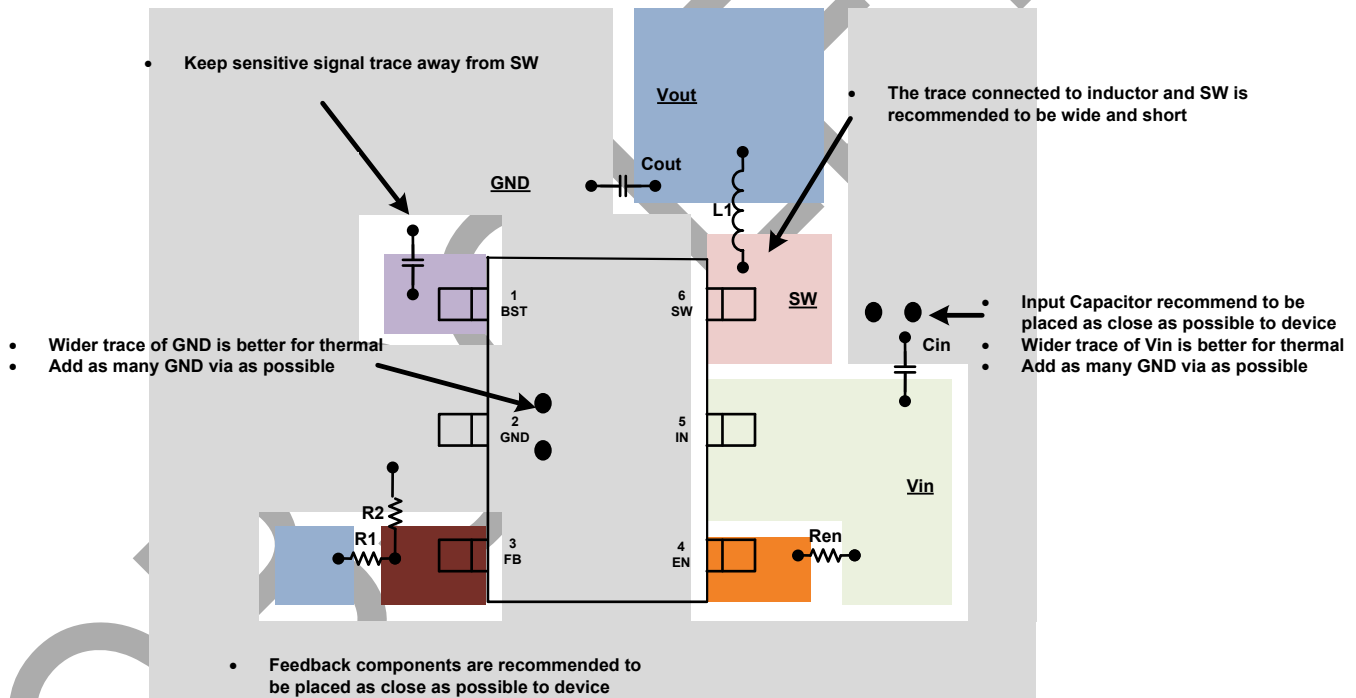 • Keep sensitive signal trace away from SW
Vout
• The trace connected to inductor and SW is
recommended to be wide and short
Cout
GND
L1
1
BST
6
SW
SW
• Input Capacitor recommend to be
placed as close as possible to device
• Wider trace of Vin is better for thermal
• Add as many GND via as possible
Cin
• Wider trace of GND is better for thermal
• Add as many GND via as possible
2
GND
5
IN
Vin
R2
R1
3
FB
4
EN
Ren
• Feedback components are recommended to
be placed as close as possible to device